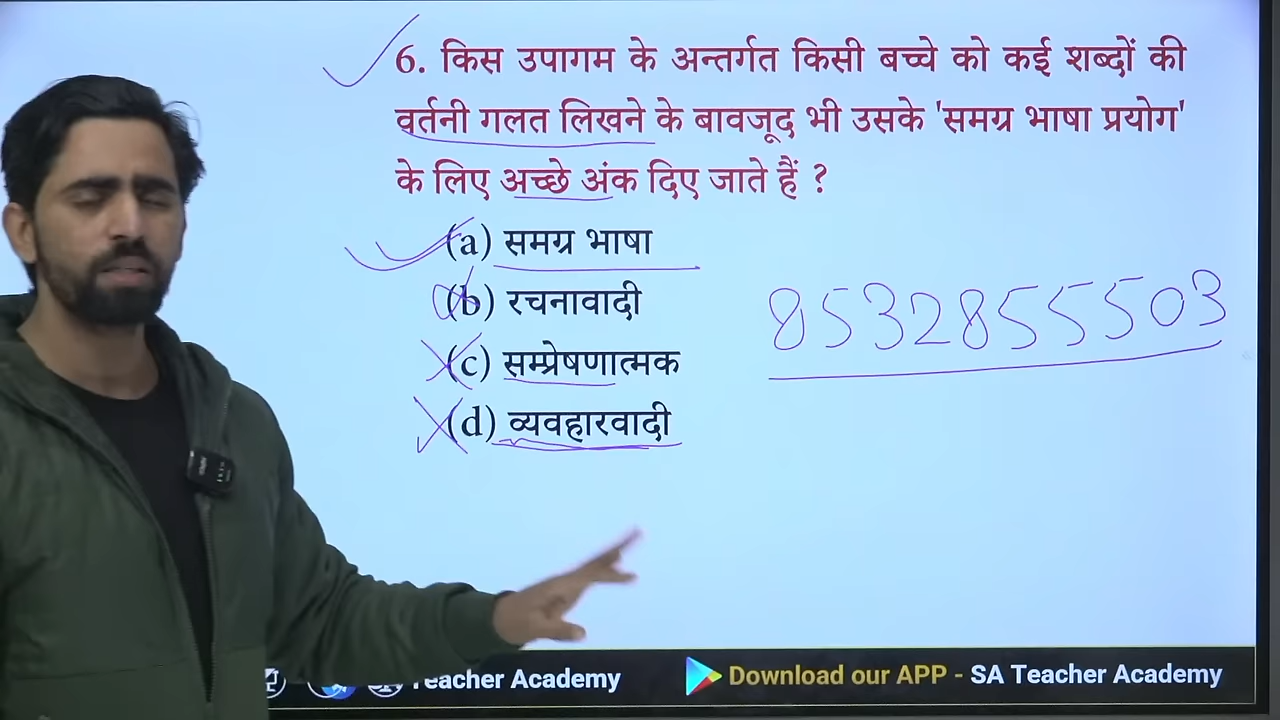 6. किस उपागम के अन्तर्गत किसी बच्चे को कई शब्दों की
वर्तनी गलत लिखने के बावजूद भी उसके 'समग्र भाषा प्रयोग'
के लिए अच्छे अंक दिए जाते हैं ?
(a) समग्र भाषा
(b) रचनावादी
(c) सम्प्रेषणात्मक
(d) व्यवहारवादी
8532855503
Teacher Academy
Download our APP - SA Teacher Academy